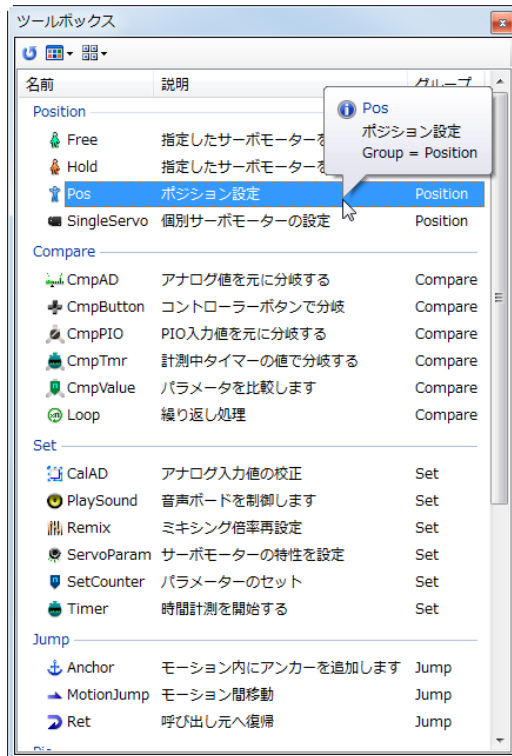 ツールボックス
名前 説明 グループ
Pos
ポジション設定
Group = Position
Position
Free 指定したサーボモーターを
Hold 指定したサーボモーターを
Pos ポジション設定 Position
SingleServo 個別サーボモーターの設定 Position
Compare
CmpAD アナログ値を元に分岐する Compare
CmpButton コントローラーボタンで分岐 Compare
CmpPIO PIO入力値を元に分岐する Compare
CmpTmr 計測中タイマーの値で分岐する Compare
CmpValue パラメータを比較します Compare
Loop 繰り返し処理 Compare
Set
CalAD アナログ入力値の校正 Set
PlaySound 音声ボードを制御します Set
Remix ミキシング倍率再設定 Set
ServoParam サーボモーターの特性を設定 Set
SetCounter パラメーターのセット Set
Timer 時間計測を開始する Set
Jump
Anchor モーション内にアンカーを追加します Jump
MotionJump モーション間移動 Jump
Ret 呼び出し元へ復帰 Jump